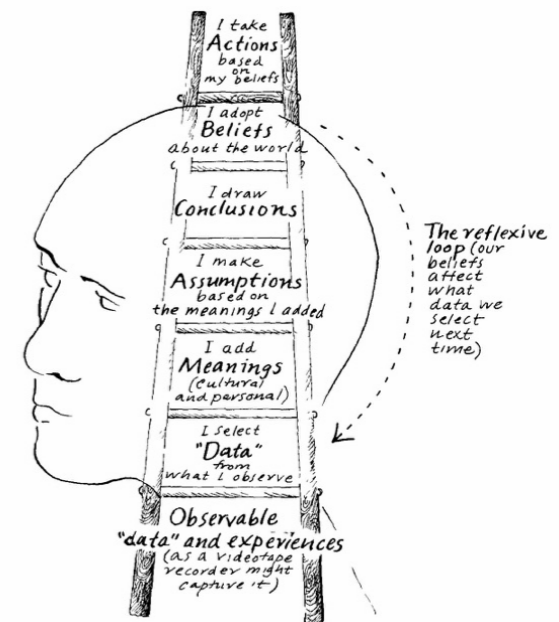 I take
Actions
based
on
my beliefs
I adopt
Beliefs
about the world
I draw
Conclusions
I make
Assumptions
based on
the meanings I added
I add
Meanings
(cultural
and personal)
I select
"Data"
from
what I observe
Observable
"data" and experiences
(as a videotape
recorder might
capture it)
The reflexive
loop (our
beliefs
affect
what
data we
select
next
time)